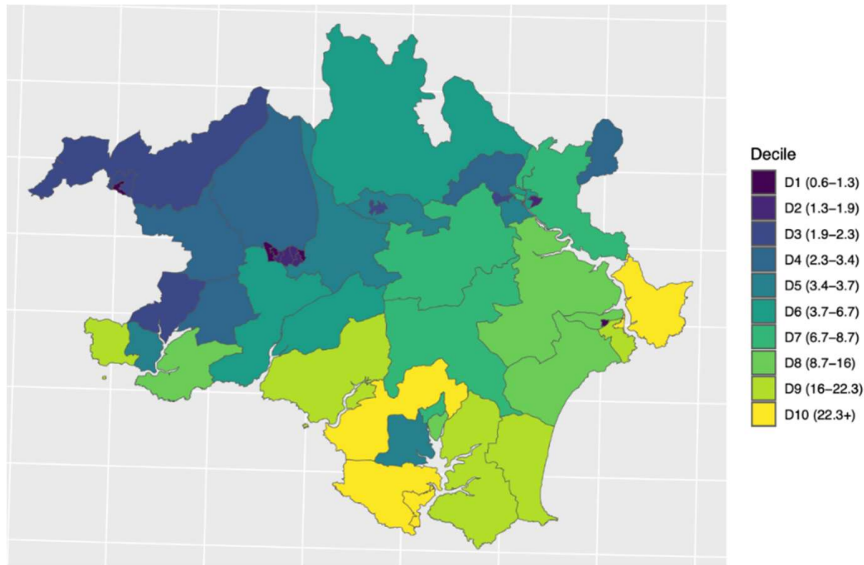 Decile
D1 (0.6–1.3)
D2 (1.3–1.9)
D3 (1.9–2.3)
D4 (2.3–3.4)
D5 (3.4–3.7)
D6 (3.7–6.7)
D7 (6.7–8.7)
D8 (8.7–16)
D9 (16–22.3)
D10 (22.3+)